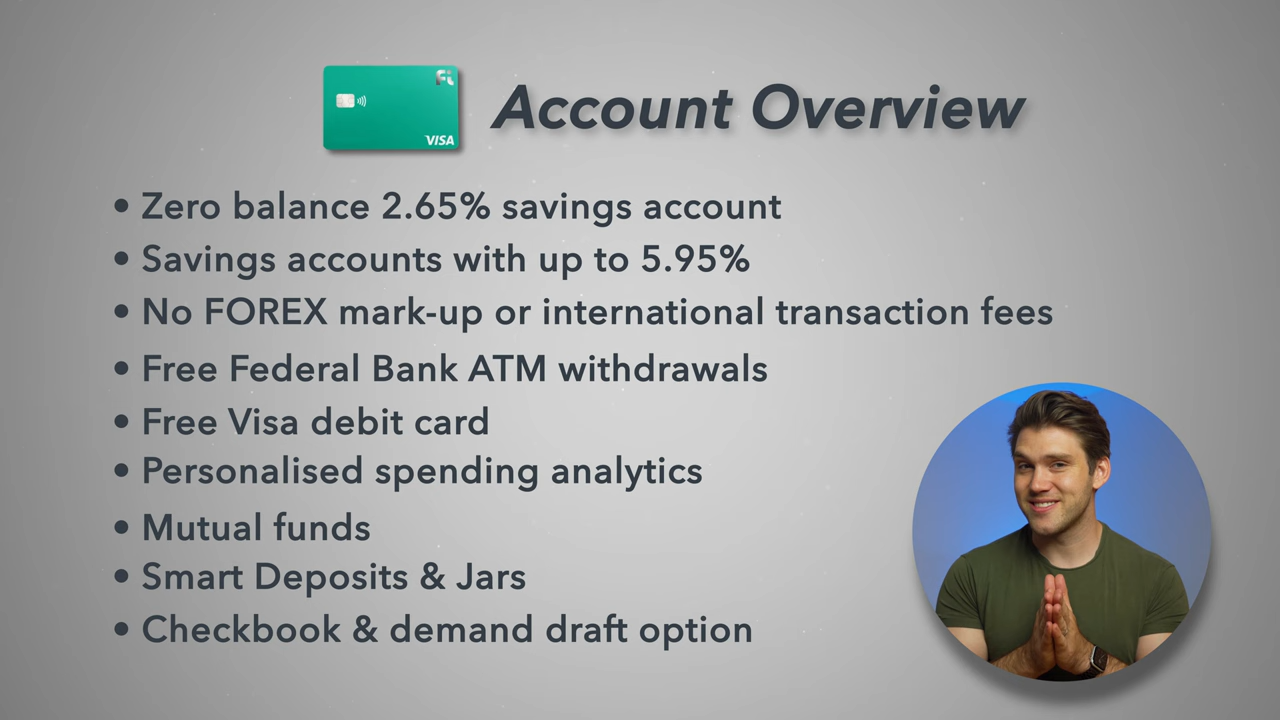 Fi
VISA
Account Overview
• Zero balance 2.65% savings account
• Savings accounts with up to 5.95%
• No FOREX mark-up or international transaction fees
• Free Federal Bank ATM withdrawals
• Free Visa debit card
• Personalised spending analytics
• Mutual funds
• Smart Deposits & Jars
• Checkbook & demand draft option